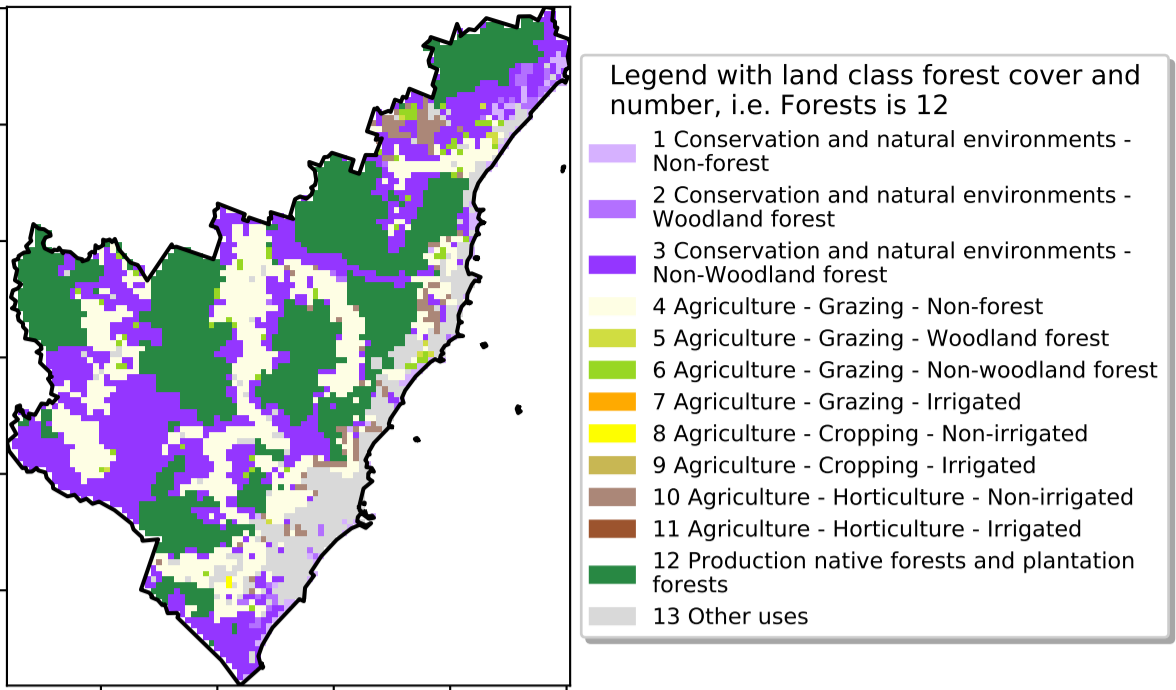 Legend with land class forest cover and
number, i.e. Forests is 12
1 Conservation and natural environments -
Non-forest
2 Conservation and natural environments -
Woodland forest
3 Conservation and natural environments -
Non-Woodland forest
4 Agriculture - Grazing - Non-forest
5 Agriculture - Grazing - Woodland forest
6 Agriculture - Grazing - Non-woodland forest
7 Agriculture - Grazing - Irrigated
8 Agriculture - Cropping - Non-irrigated
9 Agriculture - Cropping - Irrigated
10 Agriculture - Horticulture - Non-irrigated
11 Agriculture - Horticulture - Irrigated
12 Production native forests and plantation
forests
13 Other uses